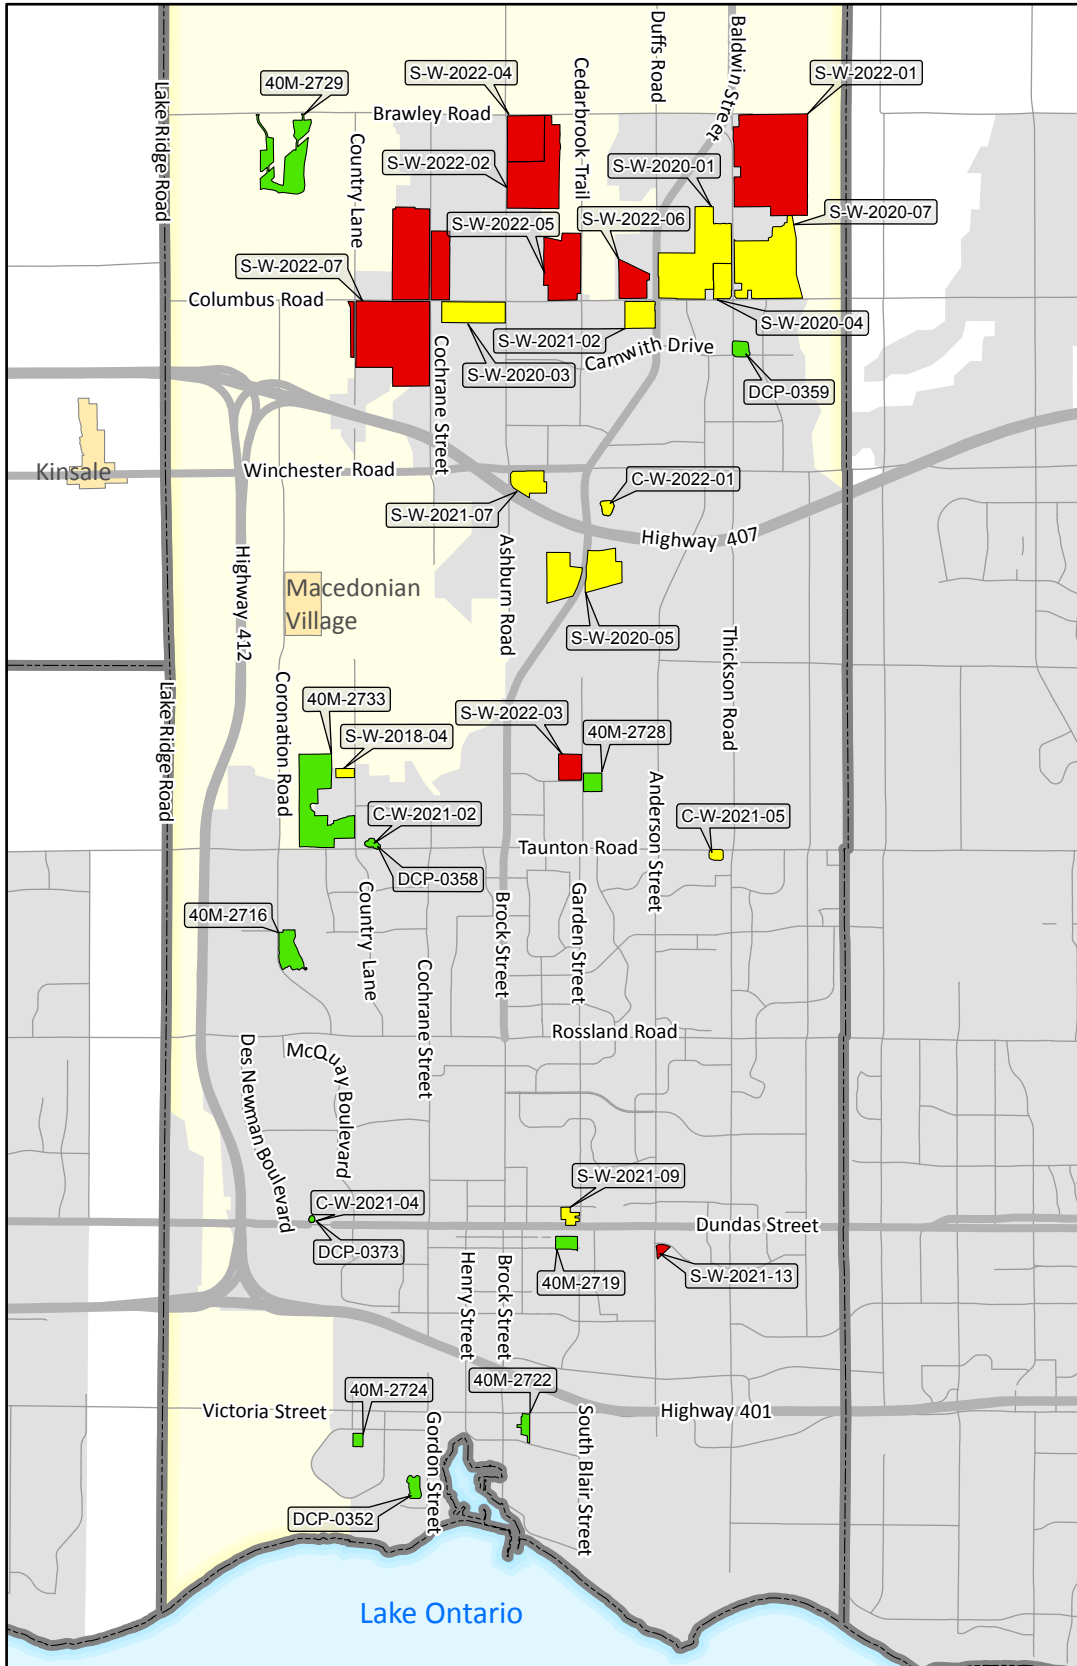 Duffs Road
Baldwin Street
S-W-2022-04
S-W-2022-01
40M-2729
Cedarbrook Trail
Lake Ridge Road
Brawley Road
Country Lane
S-W-2022-02
S-W-2020-01
S-W-2022-05
S-W-2022-06
S-W-2020-07
S-W-2022-07
Columbus Road
S-W-2020-04
S-W-2021-02
Camwith Drive
S-W-2020-03
Cochrane Street
DCP-0359
Kinsale
Winchester Road
C-W-2022-01
S-W-2021-07
Highway 407
Ashburn Road
Highway 412
Macedonian
Village
S-W-2020-05
Thickson Road
Coronation Road
Lake Ridge Road
40M-2733
S-W-2022-03
40M-2728
S-W-2018-04
Anderson Street
C-W-2021-02
C-W-2021-05
Taunton Road
DCP-0358
40M-2716
Country Lane
Brock Street
Garden Street
Cochrane Street
Rossland Road
Des Newman Boulevard
McQuay Boulevard
S-W-2021-09
C-W-2021-04
Dundas Street
DCP-0373
Henry Street
Brock Street
40M-2719
S-W-2021-13
40M-2724
40M-2722
Victoria Street
Highway 401
Gordon Street
South Blair Street
DCP-0352
Lake Ontario